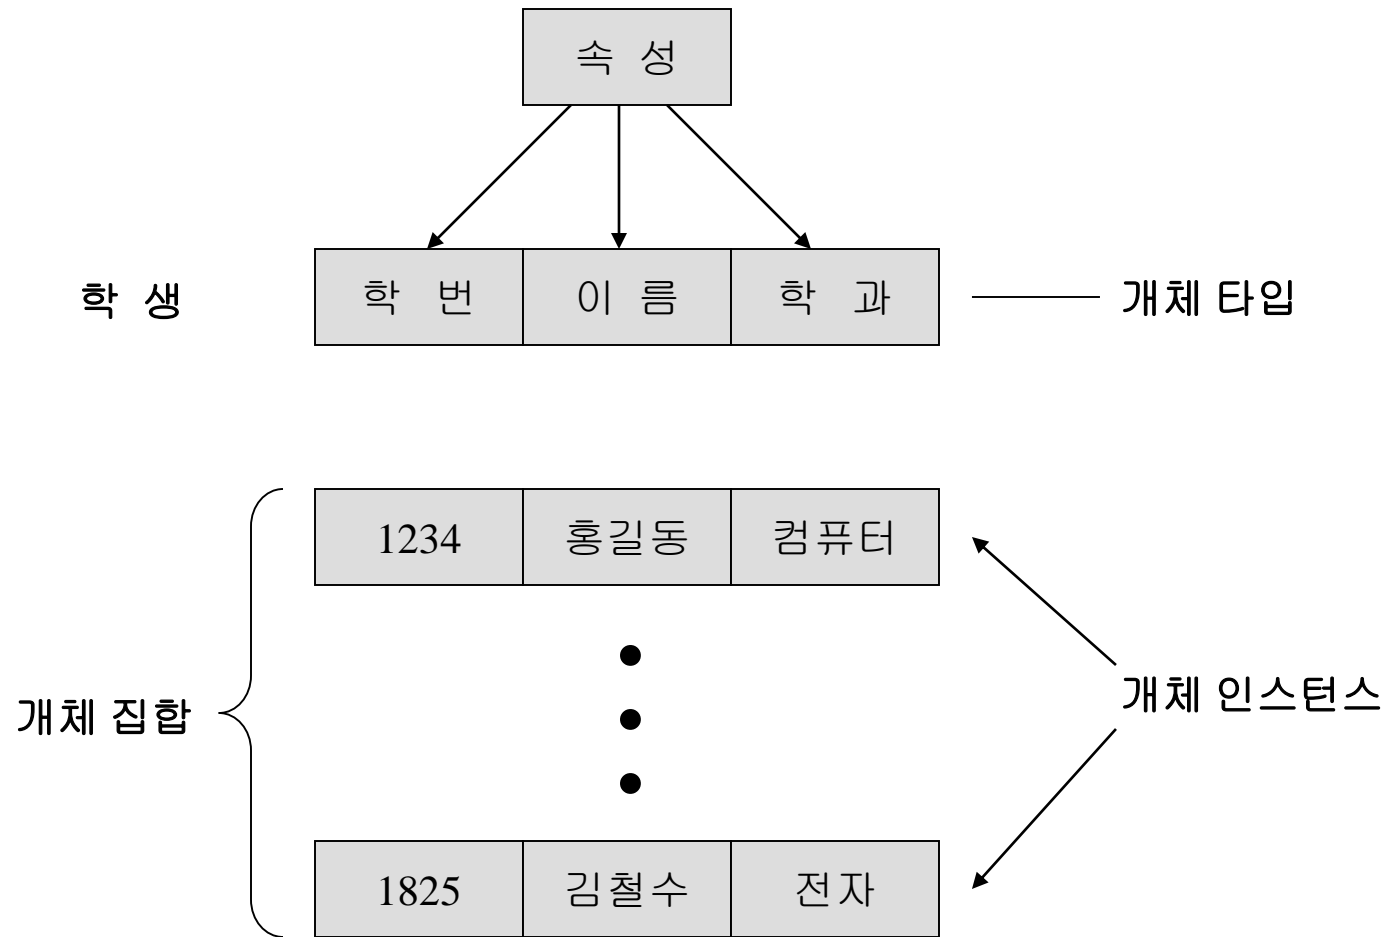 속 성
학 생 학 번 이 름 학 과 개체 타입
1234 홍길동 컴퓨터
개체 집합 개체 인스턴스
1825 김철수 전자